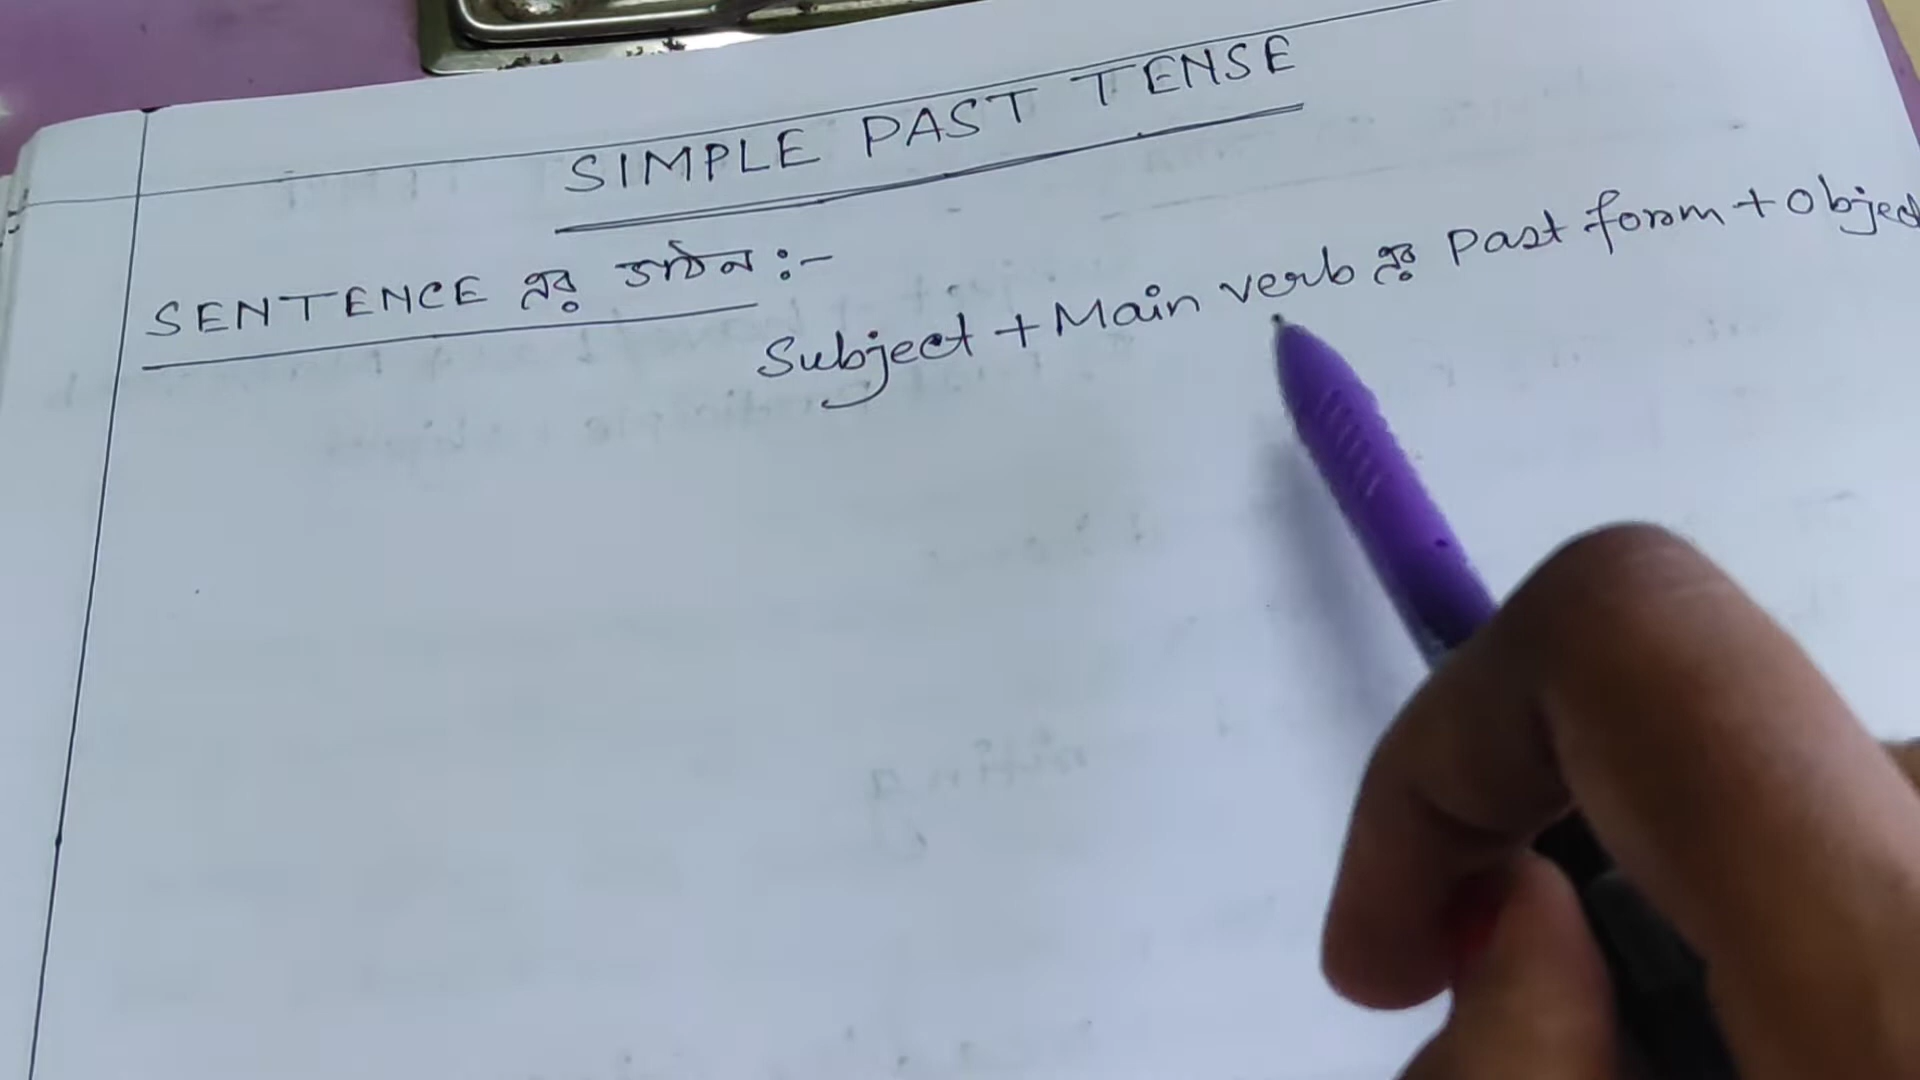 SIMPLE PAST TENSE
SENTENCE এর গঠন :-
Subject + Main verb এর Past form + Object